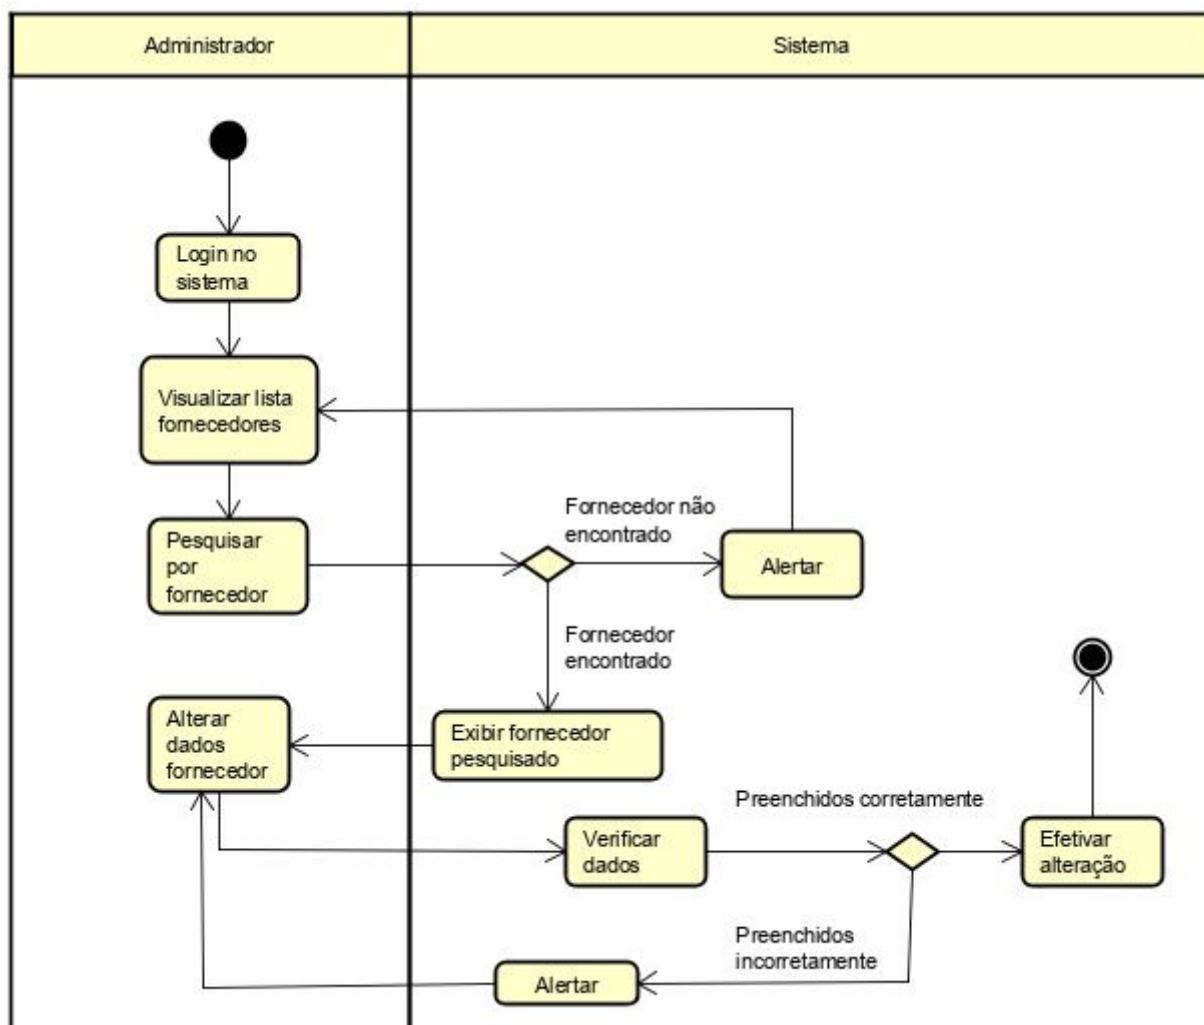 Administrador
Sistema
Login no
sistema
Visualizar lista
fornecedores
Pesquisar
por
fornecedor
Fornecedor não
encontrado
Alertar
Fornecedor
encontrado
Alterar
dados
fornecedor
Exibir fornecedor
pesquisado
Preenchidos corretamente
Verificar
dados
Efetivar
alteração
Preenchidos
incorretamente
Alertar